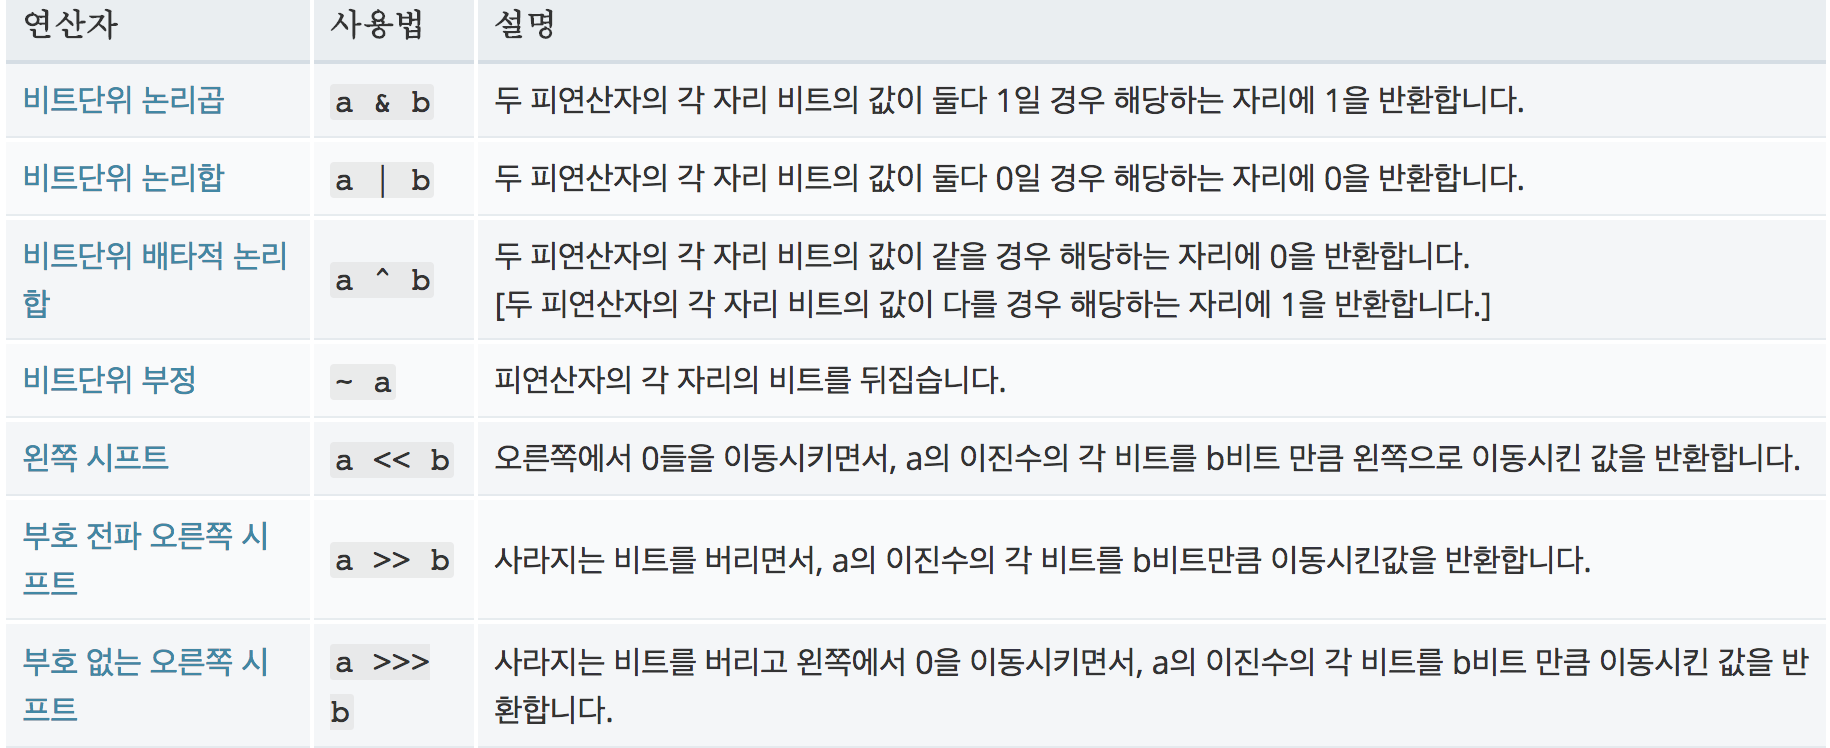 연산자 사용법 설명
비트단위 논리곱 a & b 두 피연산자의 각 자리 비트의 값이 둘다 1일 경우 해당하는 자리에 1을 반환합니다.
비트단위 논리합 a | b 두 피연산자의 각 자리 비트의 값이 둘다 0일 경우 해당하는 자리에 0을 반환합니다.
비트단위 배타적 논리
합
a ^ b
두 피연산자의 각 자리 비트의 값이 같을 경우 해당하는 자리에 0을 반환합니다.
[두 피연산자의 각 자리 비트의 값이 다를 경우 해당하는 자리에 1을 반환합니다.]
비트단위 부정 ~ a 피연산자의 각 자리의 비트를 뒤집습니다.
왼쪽 시프트 a << b 오른쪽에서 0들을 이동시키면서, a의 이진수의 각 비트를 b비트 만큼 왼쪽으로 이동시킨 값을 반환합니다.
부호 전파 오른쪽 시
프트
a >> b
사라지는 비트를 버리면서, a의 이진수의 각 비트를 b비트만큼 이동시킨값을 반환합니다.
부호 없는 오른쪽 시
프트
a >>>
b
사라지는 비트를 버리고 왼쪽에서 0을 이동시키면서, a의 이진수의 각 비트를 b비트 만큼 이동시킨 값을 반
환합니다.